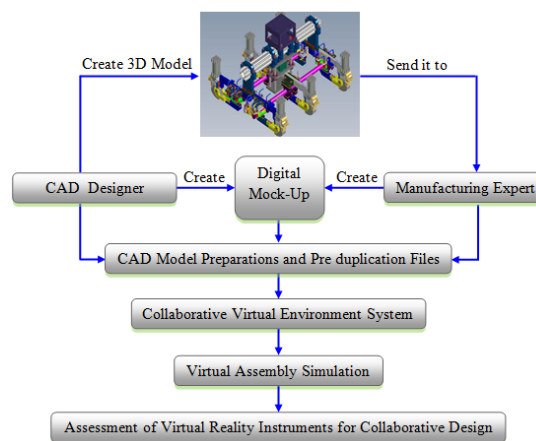 Create 3D Model
Send it to
CAD Designer
Create
Digital
Mock-Up
Create
Manufacturing Expert
CAD Model Preparations and Pre duplication Files
Collaborative Virtual Environment System
Virtual Assembly Simulation
Assessment of Virtual Reality Instruments for Collaborative Design